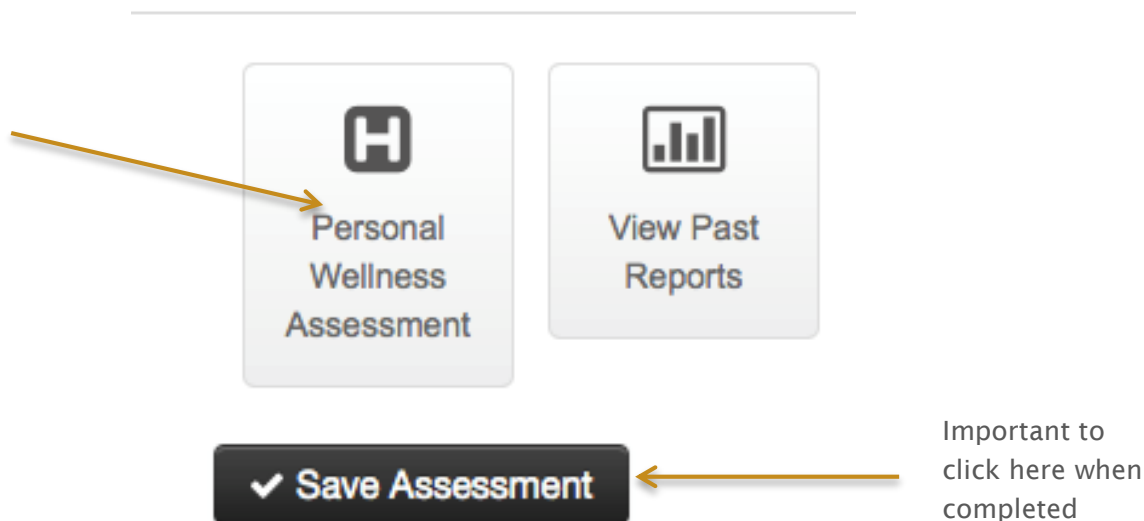 Personal
Wellness
Assessment
View Past
Reports
✔ Save Assessment
Important to
click here when
completed